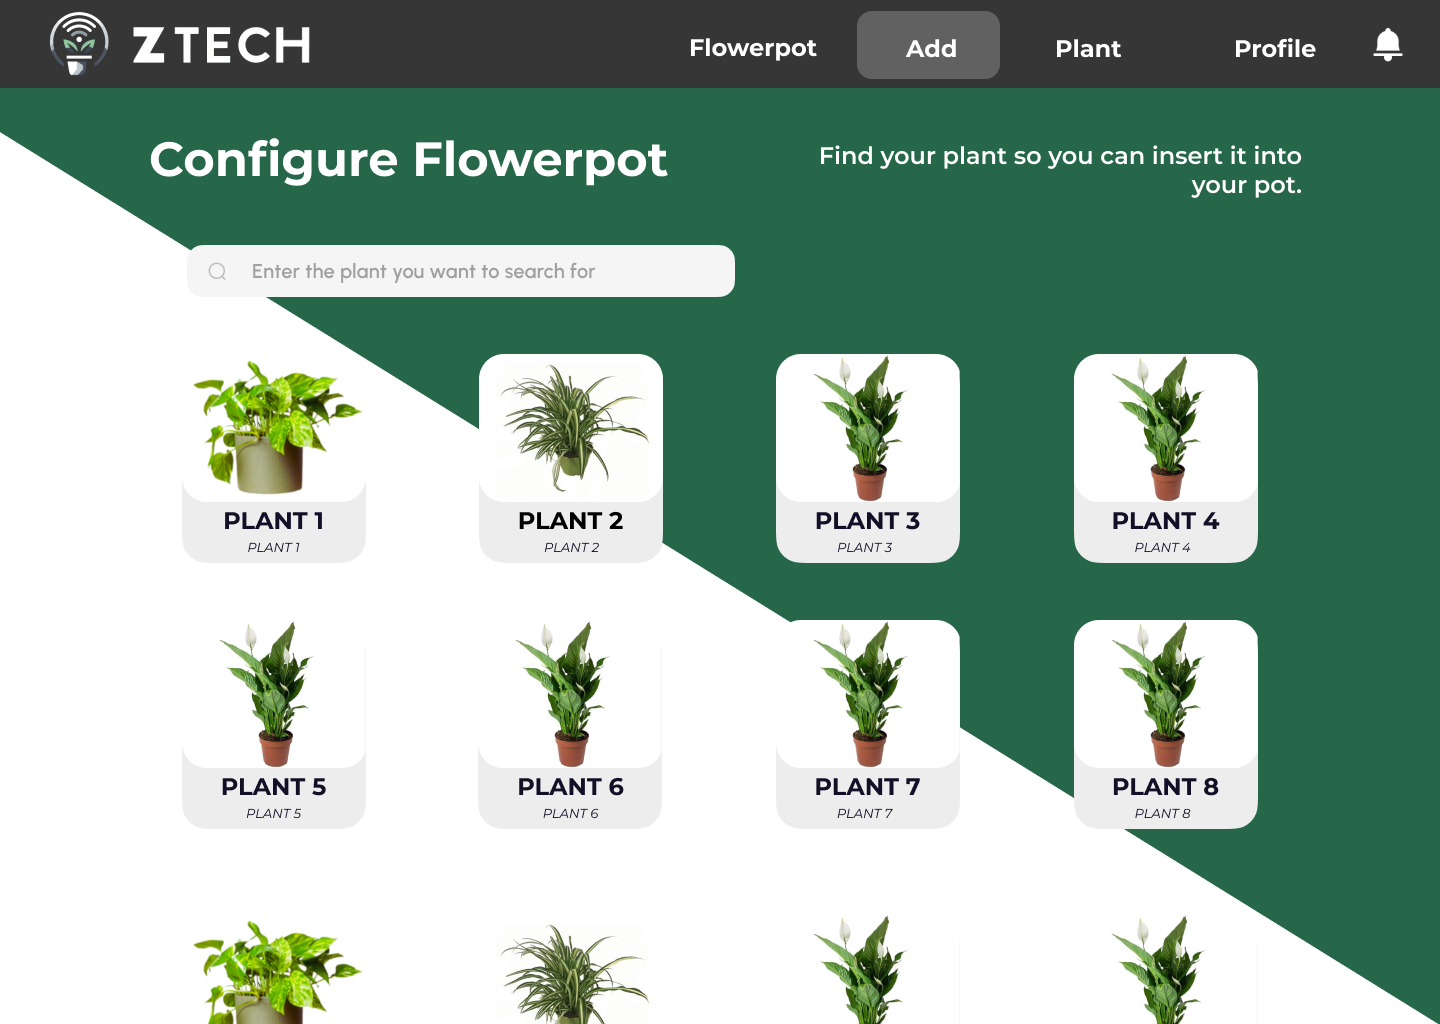 Z TECH
Flowerpot
Add
Plant
Profile
Configure Flowerpot
Find your plant so you can insert it into
your pot.
Enter the plant you want to search for
PLANT 1
PLANT 1
PLANT 2
PLANT 2
PLANT 3
PLANT 3
PLANT 4
PLANT 4
PLANT 5
PLANT 5
PLANT 6
PLANT 6
PLANT 7
PLANT 7
PLANT 8
PLANT 8